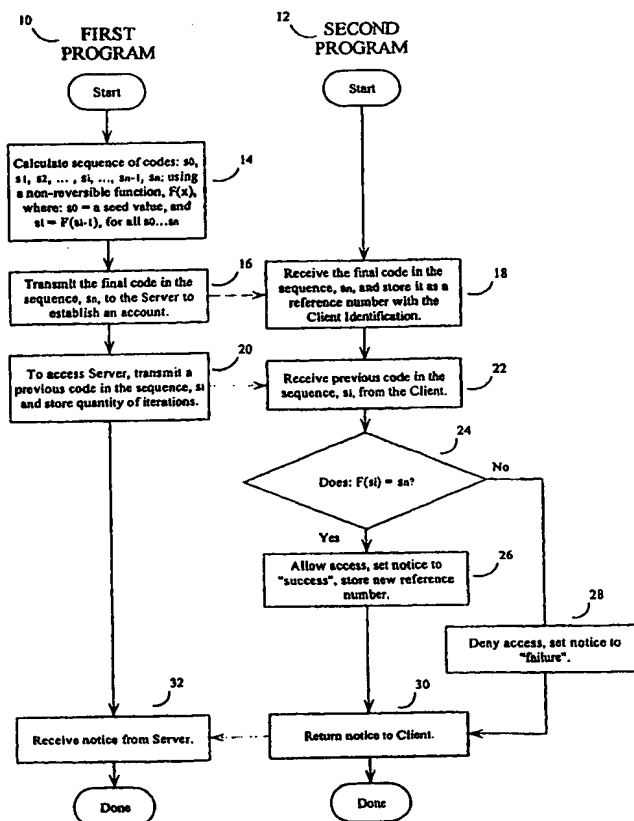 10
FIRST
PROGRAM
12
SECOND
PROGRAM
Start
Start
Calculate sequence of codes: s0,
s1, s2, ... , si, ..., sn-1, sn; using
a non-reversible function, F(x),
where: s0 = a seed value, and
si = F(si-1), for all s0...sn
14
Transmit the final code in the
sequence, sn, to the Server to
establish an account.
16
Receive the final code in the
sequence, sn, and store it as a
reference number with the
Client Identification.
18
To access Server, transmit a
previous code in the sequence, si
and store quantity of iterations.
20
Receive previous code in the
sequence, si, from the Client.
22
24
Does: F(si) = sn?
No
Yes
Allow access, set notice to
"success", store new reference
number.
26
28
Deny access, set notice to
"failure".
32
Receive notice from Server.
30
Return notice to Client.
Done
Done